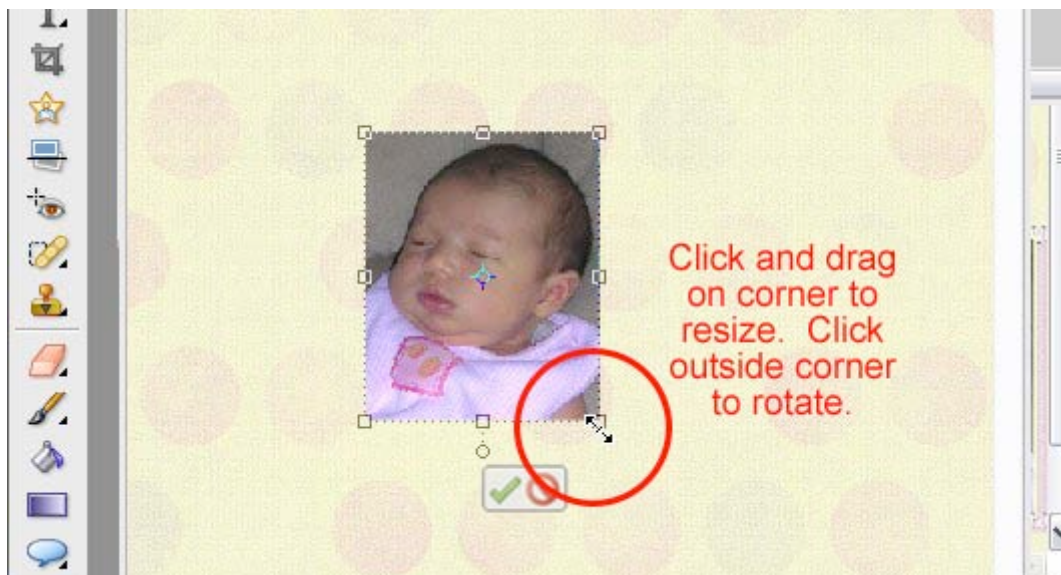 Click and drag
on corner to
resize. Click
outside corner
to rotate.